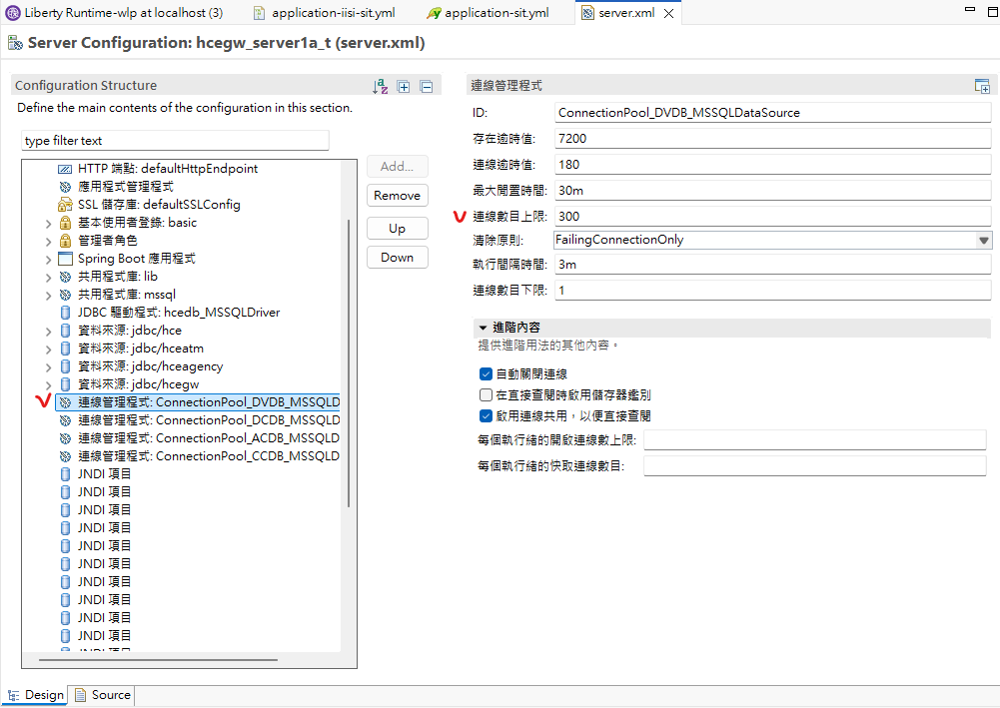 Liberty Runtime-wlp at localhost (3)
application-iisi-sit.yml
application-sit.yml
server.xml
Server Configuration: hcegw_server1a_t (server.xml)
Configuration Structure
Define the main contents of the configuration in this section.
type filter text
HTTP 端點: defaultHttpEndpoint
應用程式管理程式
SSL 儲存庫: defaultSSLConfig
基本使用者登錄: basic
管理者角色
Spring Boot 應用程式
共用程式庫: lib
共用程式庫: mssql
JDBC 驅動程式: hcedb_MSSQLDriver
資料來源: jdbc/hce
資料來源: jdbc/hceatm
資料來源: jdbc/hceagency
資料來源: jdbc/hcegw
連線管理程式: ConnectionPool_DVDB_MSSQLD
連線管理程式: ConnectionPool_DCDB_MSSQLD
連線管理程式: ConnectionPool_ACDB_MSSQLD
連線管理程式: ConnectionPool_CCDB_MSSQLD
JNDI 項目
JNDI 項目
JNDI 項目
JNDI 項目
JNDI 項目
JNDI 項目
JNDI 項目
JNDI 項目
JNDI 項目
JNDI 項目
Add...
Remove
Up
Down
連線管理程式
ID: ConnectionPool_DVDB_MSSQLDataSource
存在逾時值: 7200
連線逾時值: 180
最大閒置時間: 30m
連線數目上限: 300
清除原則: FailingConnectionOnly
執行間隔時間: 3m
連線數目下限: 1
進階內容
提供進階用法的其他內容。
自動關閉連線
在直接查閱時啟用儲存器鑑別
啟用連線共用，以便直接查閱
每個執行緒的開啟連線數上限:
每個執行緒的快取連線數目:
Design
Source